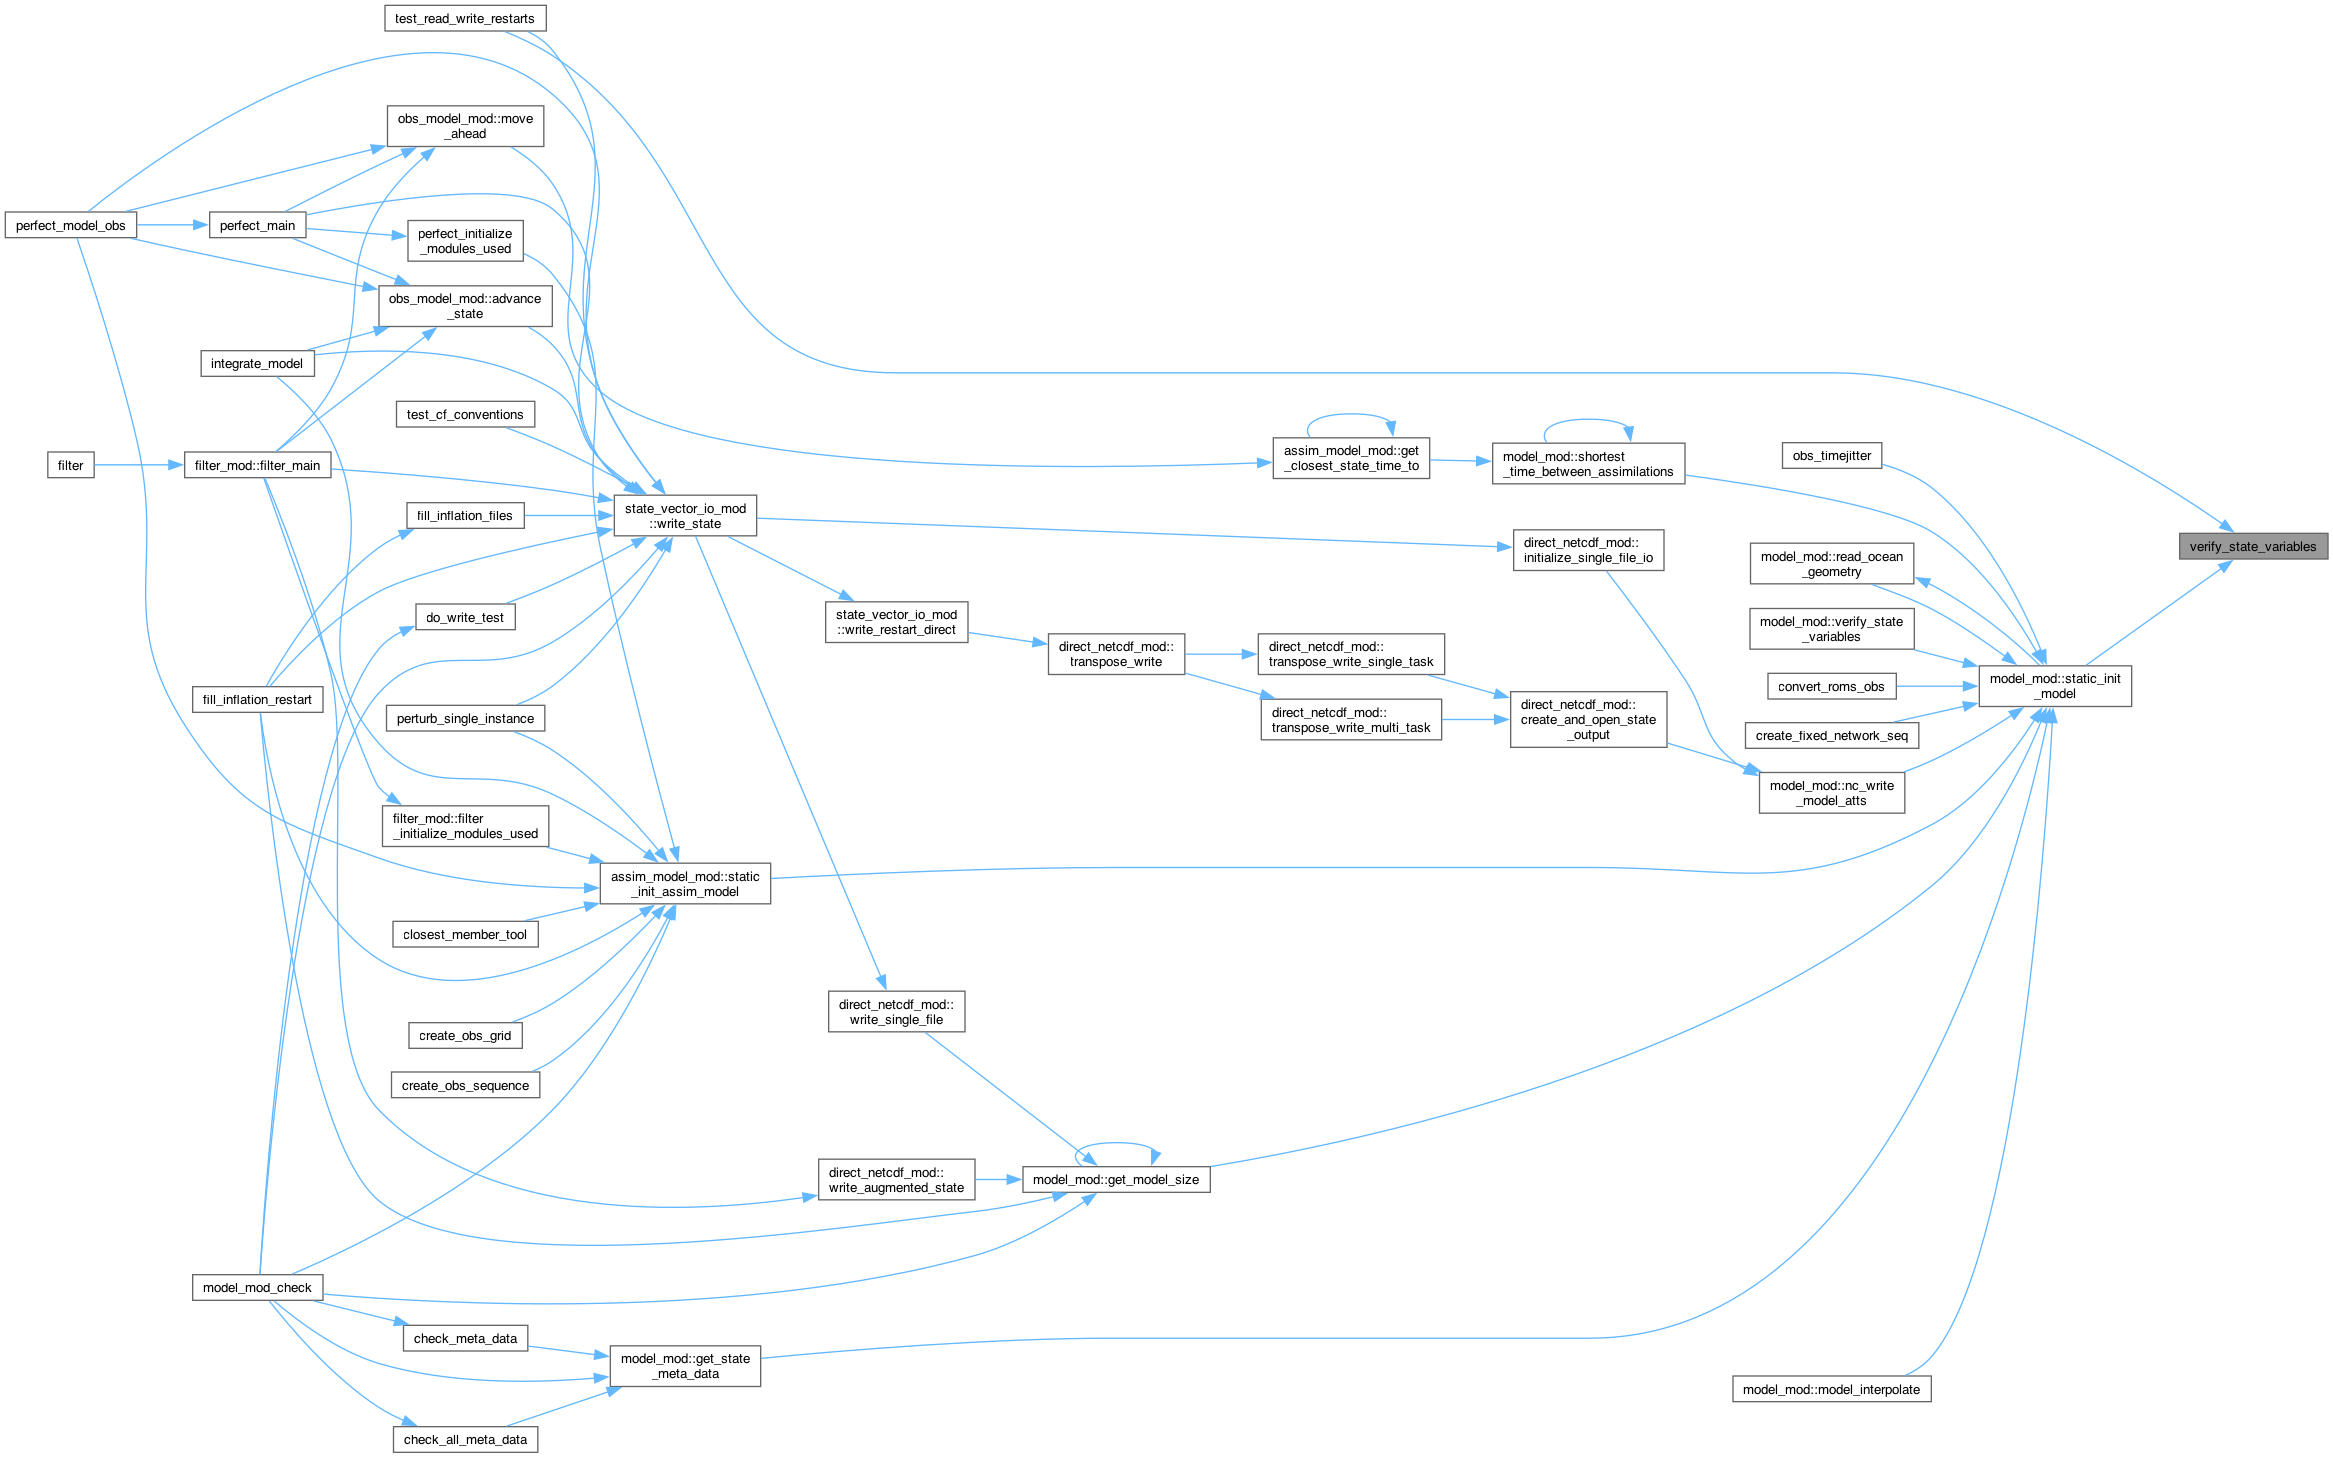 test_read_write_restarts
obs_model_mod::move
_ahead
perfect_model_obs
perfect_main
perfect_initialize
_modules_used
obs_model_mod::advance
_state
integrate_model
test_cf_conventions
filter
filter_mod::filter_main
fill_inflation_files
state_vector_io_mod
::write_state
do_write_test
fill_inflation_restart
perturb_single_instance
filter_mod::filter
_initialize_modules_used
assim_model_mod::static
_init_assim_model
closest_member_tool
create_obs_grid
create_obs_sequence
model_mod_check
check_meta_data
model_mod::get_state
_meta_data
check_all_meta_data
state_vector_io_mod
::write_restart_direct
direct_netcdf_mod::
write_single_file
direct_netcdf_mod::
write_augmented_state
direct_netcdf_mod::
transpose_write
model_mod::get_model_size
assim_model_mod::get
_closest_state_time_to
direct_netcdf_mod::
transpose_write_single_task
direct_netcdf_mod::
transpose_write_multi_task
model_mod::shortest
_time_between_assimilations
direct_netcdf_mod::
initialize_single_file_io
direct_netcdf_mod::
create_and_open_state
_output
obs_timejitter
model_mod::read_ocean
_geometry
model_mod::verify_state
_variables
convert_roms_obs
create_fixed_network_seq
model_mod::nc_write
_model_atts
model_mod::model_interpolate
model_mod::static_init
_model
verify_state_variables